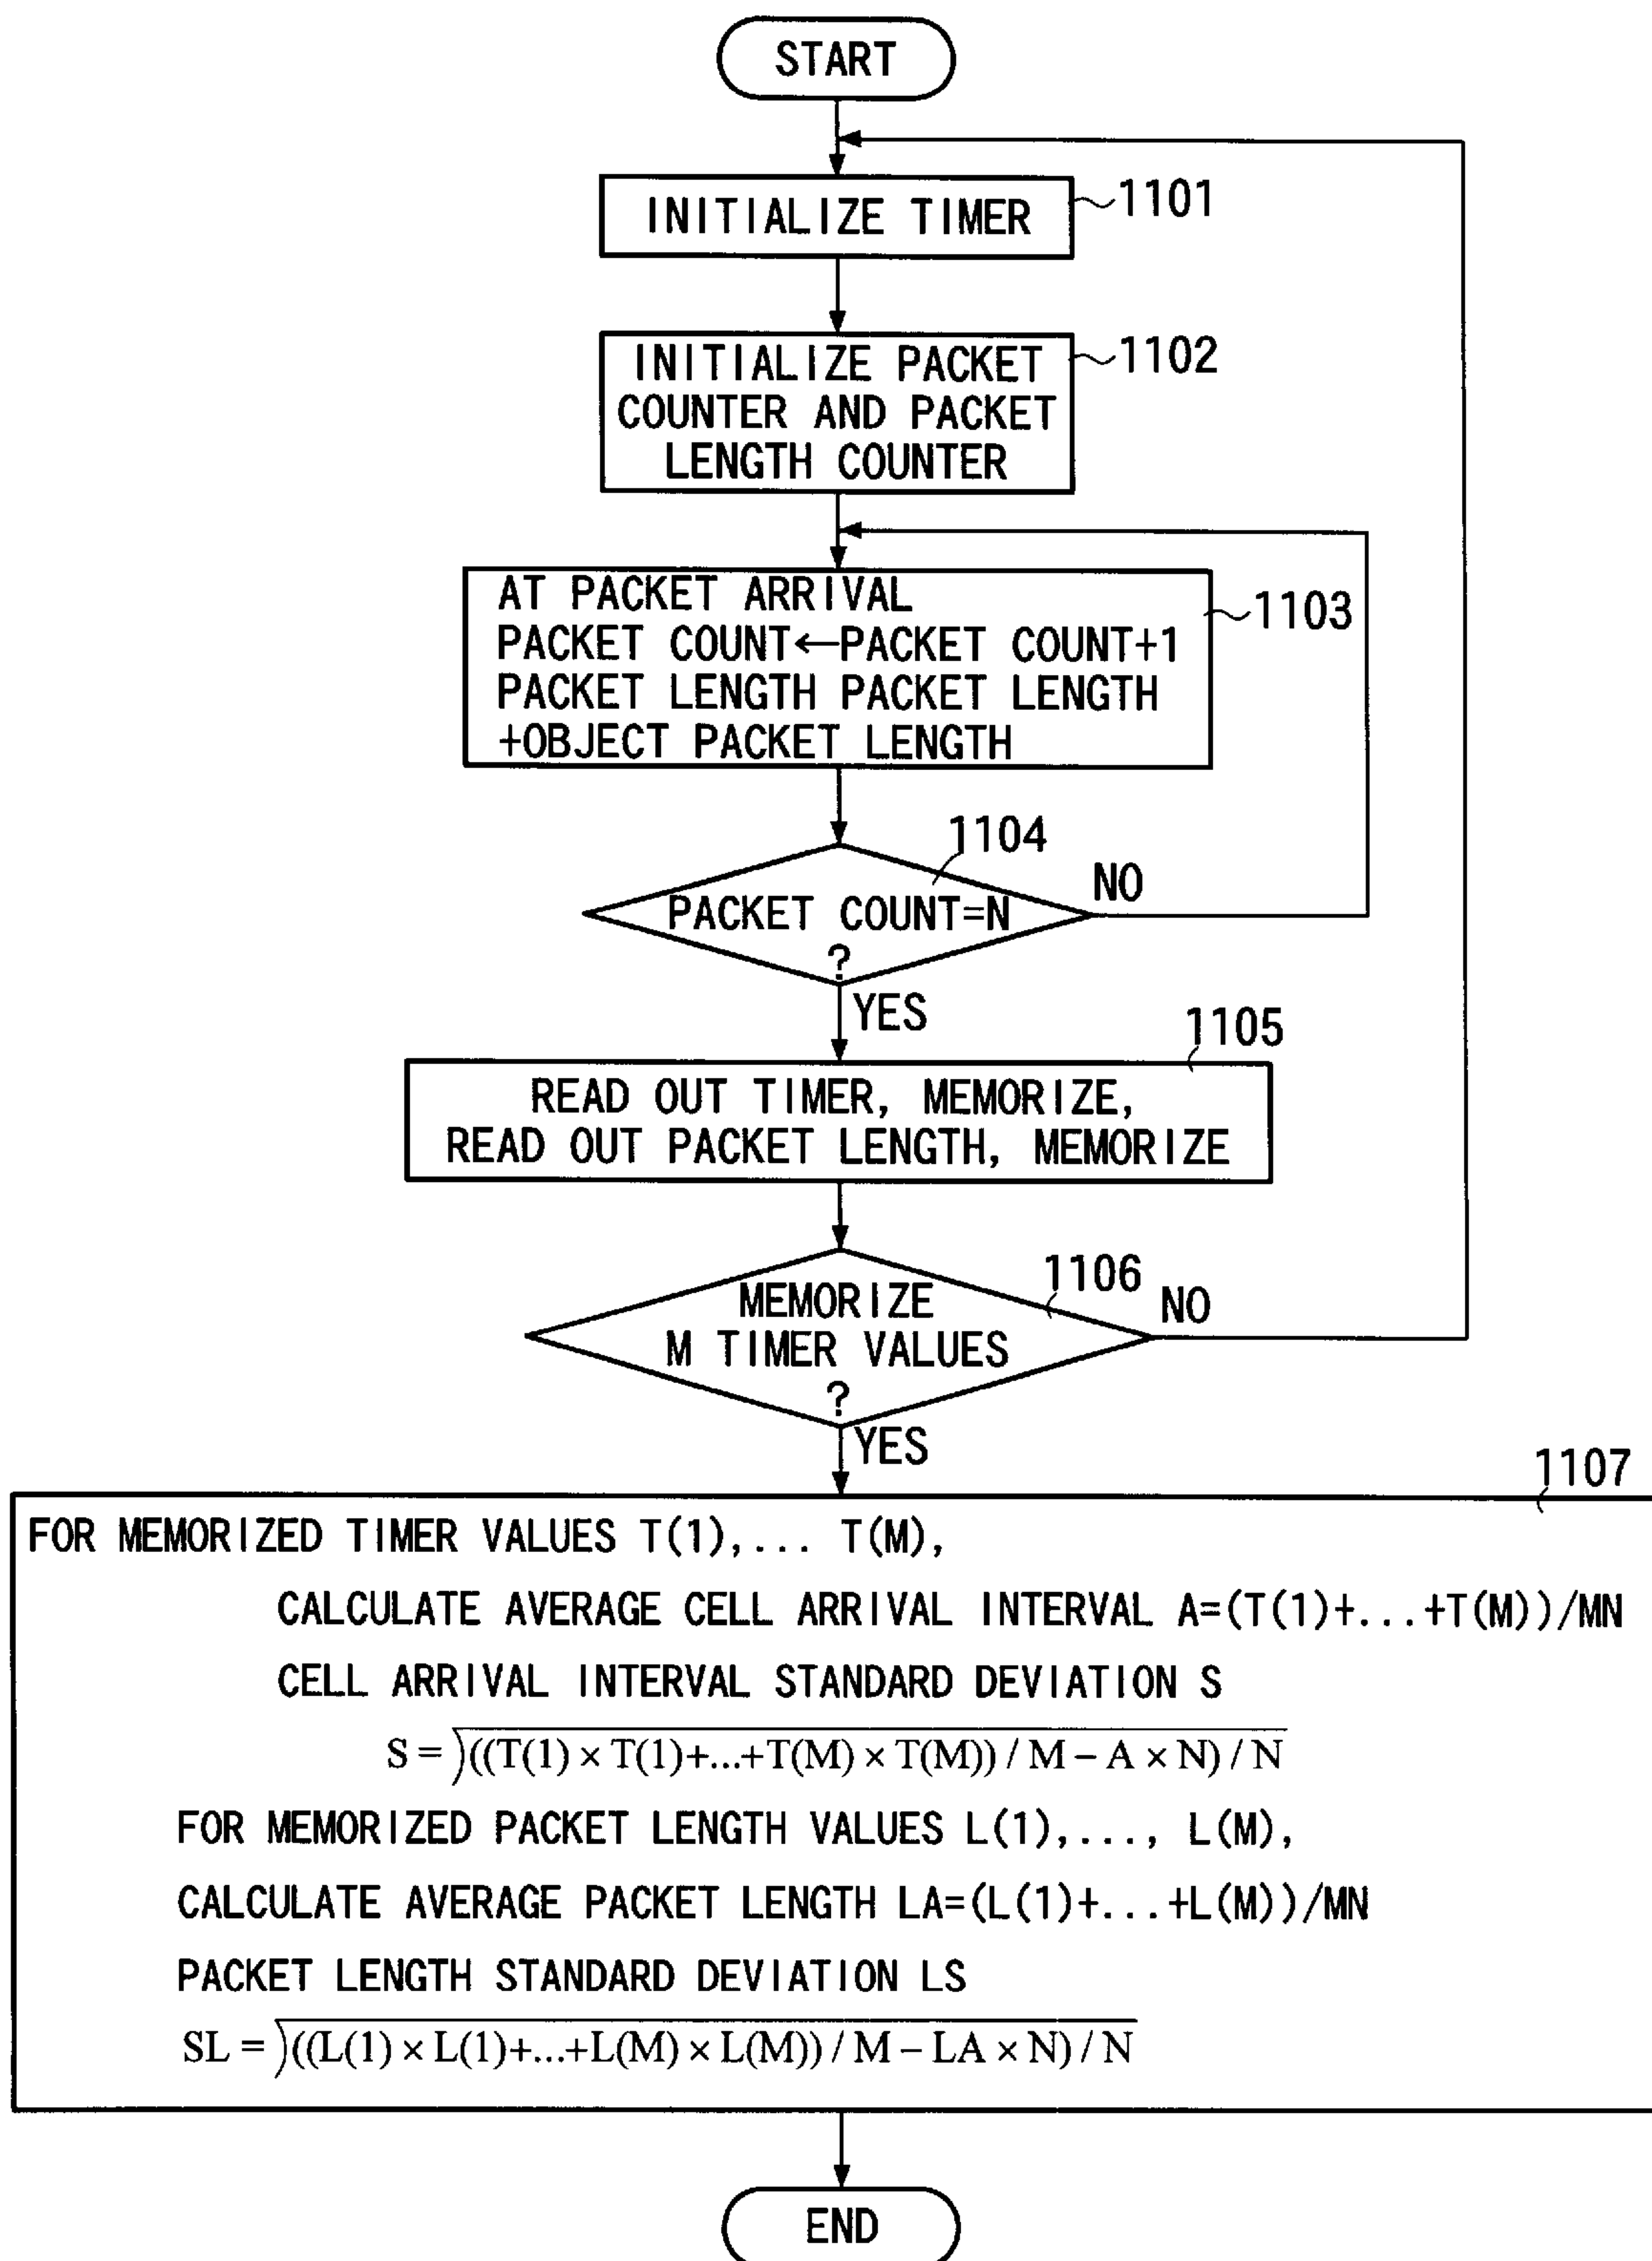 START
INITIALIZE TIMER
1101
INITIALIZE PACKET
COUNTER AND PACKET
LENGTH COUNTER
1102
AT PACKET ARRIVAL
PACKET COUNT←PACKET COUNT+1
PACKET LENGTH PACKET LENGTH
+OBJECT PACKET LENGTH
1103
1104
PACKET COUNT=N
?
NO
YES
1105
READ OUT TIMER, MEMORIZE,
READ OUT PACKET LENGTH, MEMORIZE
1106
MEMORIZE
M TIMER VALUES
?
NO
YES
1107
FOR MEMORIZED TIMER VALUES T(1),... T(M),
CALCULATE AVERAGE CELL ARRIVAL INTERVAL A=(T(1)+...+T(M))/MN
CELL ARRIVAL INTERVAL STANDARD DEVIATION S
S = √((T(1) × T(1)+...+T(M) × T(M)) / M − A × N) / N
FOR MEMORIZED PACKET LENGTH VALUES L(1),..., L(M),
CALCULATE AVERAGE PACKET LENGTH LA=(L(1)+...+L(M))/MN
PACKET LENGTH STANDARD DEVIATION LS
SL = √((L(1) × L(1)+...+L(M) × L(M)) / M − LA × N) / N
END